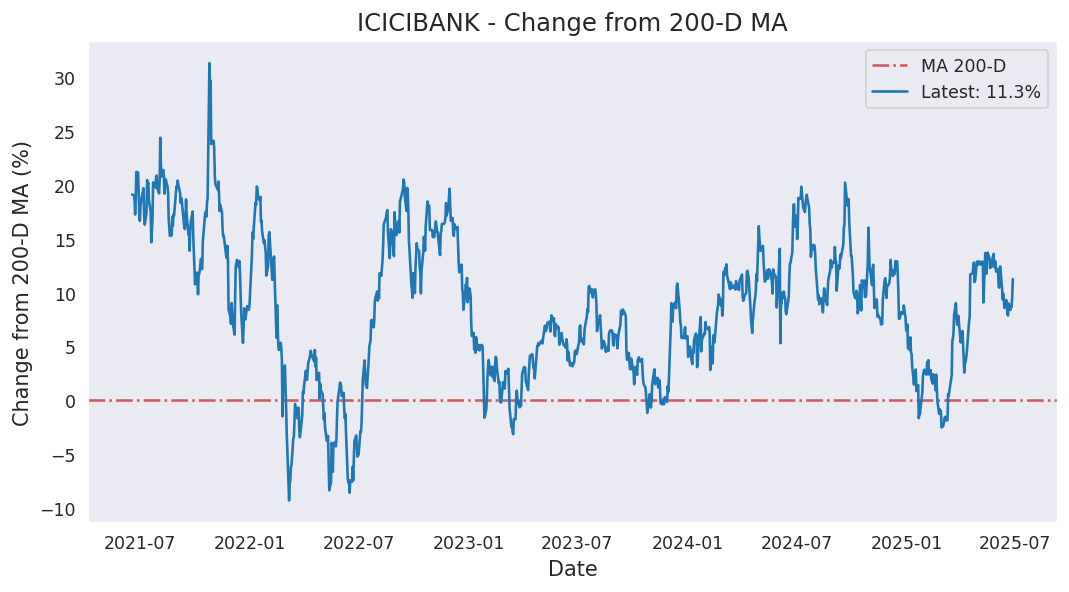 ICICIBANK - Change from 200-D MA
MA 200-D
Latest: 11.3%
Change from 200-D MA (%)
30
25
20
15
10
5
0
−5
−10
2021-07 2022-01 2022-07 2023-01 2023-07 2024-01 2024-07 2025-01 2025-07
Date